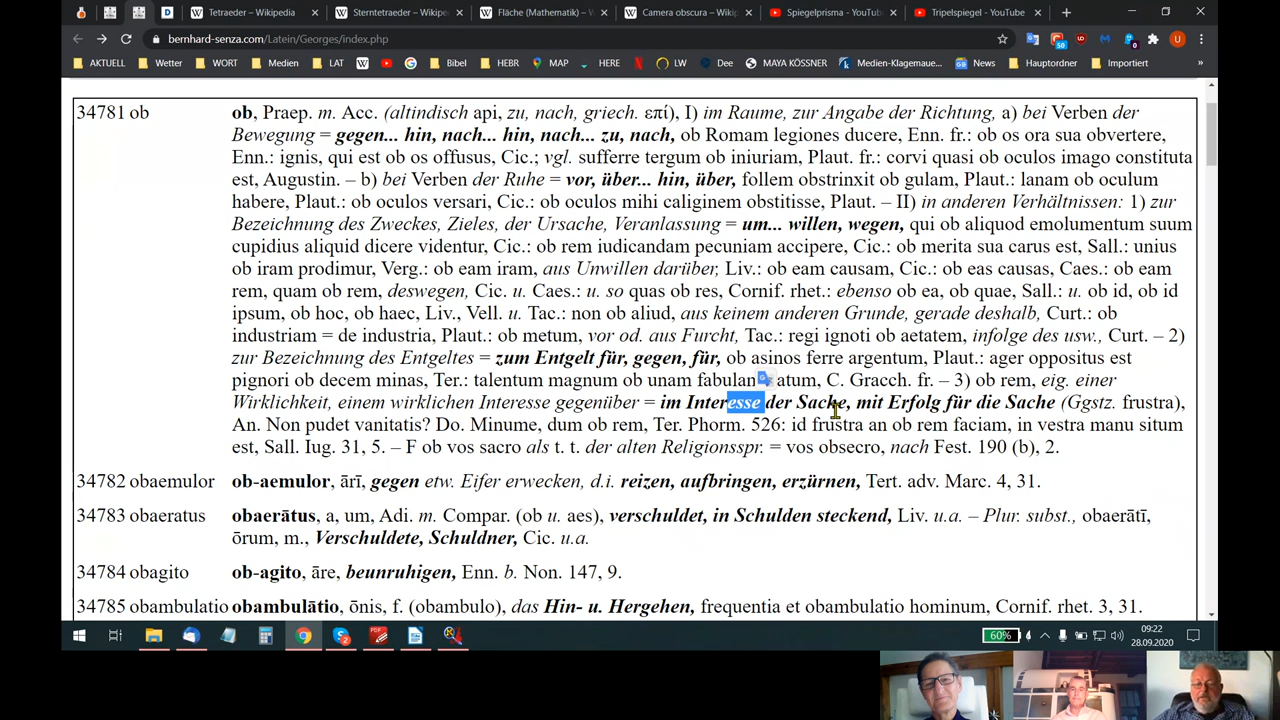 Tetraeder – Wikipedia
Sterntetraeder – Wikipe
Fläche (Mathematik) – W
Camera obscura – Wikipe
Spiegelprisma - YouTube
Tripelspiegel - YouTube
bernhard-senza.com/Latein/Georges/index.php
AKTUELL Wetter WORT Medien LAT Bibel HEBR MAP HERE LW Dee MAYA KÖSSNER Medien-Klagemaue... News Hauptordner Importiert
34781 ob ob, Praep. m. Acc. (altindisch api, zu, nach, griech. επί), I) im Raume, zur Angabe der Richtung, a) bei Verben der
Bewegung = gegen... hin, nach... hin, nach... zu, nach, ob Romam legiones ducere, Enn. fr.: ob os ora sua obvertere,
Enn.: ignis, qui est ob os offusus, Cic.; vgl. sufferre tergum ob iniuriam, Plaut. fr.: corvi quasi ob oculos imago constituta
est, Augustin. – b) bei Verben der Ruhe = vor, über... hin, über, follem obstrinxit ob gulam, Plaut.: lanam ob oculum
habere, Plaut.: ob oculos versari, Cic.: ob oculos mihi caliginem obstitisse, Plaut. – II) in anderen Verhältnissen: 1) zur
Bezeichnung des Zweckes, Zieles, der Ursache, Veranlassung = um... willen, wegen, qui ob aliquod emolumentum suum
cupidius aliquid dicere videntur, Cic.: ob rem iudicandam pecuniam accipere, Cic.: ob merita sua carus est, Sall.: unius
ob iram prodimur, Verg.: ob eam iram, aus Unwillen darüber, Liv.: ob eam causam, Cic.: ob eas causas, Caes.: ob eam
rem, quam ob rem, deswegen, Cic. u. Caes.: u. so quas ob res, Cornif. rhet.: ebenso ob ea, ob quae, Sall.: u. ob id, ob id
ipsum, ob hoc, ob haec, Liv., Vell. u. Tac.: non ob aliud, aus keinem anderen Grunde, gerade deshalb, Curt.: ob
industriam = de industria, Plaut.: ob metum, vor od. aus Furcht, Tac.: regi ignoti ob aetatem, infolge des usw., Curt. – 2)
zur Bezeichnung des Entgeltes = zum Entgelt für, gegen, für, ob asinos ferre argentum, Plaut.: ager oppositus est
pignori ob decem minas, Ter.: talentum magnum ob unam fabulan atum, C. Gracch. fr. – 3) ob rem, eig. einer
Wirklichkeit, einem wirklichen Interesse gegenüber = im Interesse der Sache, mit Erfolg für die Sache (Ggstz. frustra),
An. Non pudet vanitatis? Do. Minume, dum ob rem, Ter. Phorm. 526: id frustra an ob rem faciam, in vestra manu situm
est, Sall. Iug. 31, 5. – F ob vos sacro als t. t. der alten Religionsspr. = vos obsecro, nach Fest. 190 (b), 2.
34782 obaemulor ob-aemulor, ārī, gegen etw. Eifer erwecken, d.i. reizen, aufbringen, erzürnen, Tert. adv. Marc. 4, 31.
34783 obaeratus obaerātus, a, um, Adi. m. Compar. (ob u. aes), verschuldet, in Schulden steckend, Liv. u.a. – Plur. subst., obaerātī,
ōrum, m., Verschuldete, Schuldner, Cic. u.a.
34784 obagito ob-agito, āre, beunruhigen, Enn. b. Non. 147, 9.
34785 obambulatio obambulātio, ōnis, f. (obambulo), das Hin- u. Hergehen, frequentia et obambulatio hominum, Cornif. rhet. 3, 31.
60%
09:22
28.09.2020